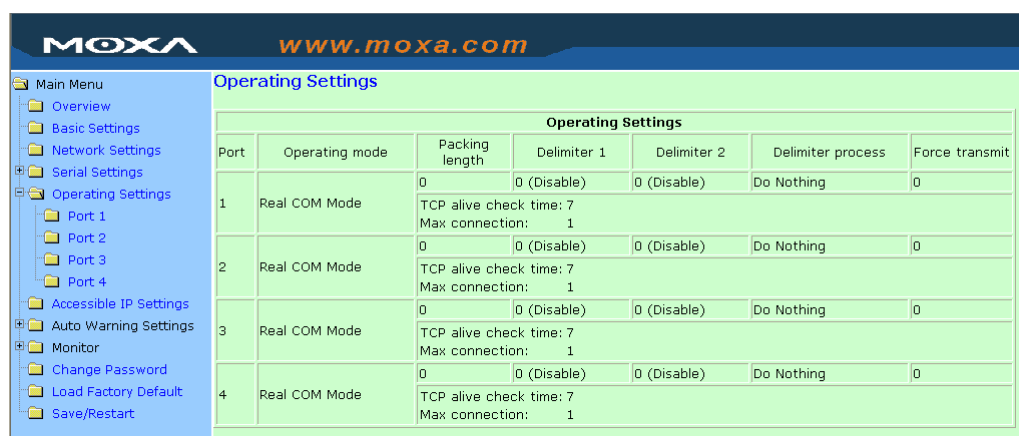 MOXA www.moxa.com
Main Menu
Overview
Basic Settings
Network Settings
Serial Settings
Operating Settings
Port 1
Port 2
Port 3
Port 4
Accessible IP Settings
Auto Warning Settings
Monitor
Change Password
Load Factory Default
Save/Restart
Operating Settings
Operating Settings
Port Operating mode Packing length Delimiter 1 Delimiter 2 Delimiter process Force transmit
1 Real COM Mode 0 0 (Disable) 0 (Disable) Do Nothing 0
TCP alive check time: 7
Max connection: 1
2 Real COM Mode 0 0 (Disable) 0 (Disable) Do Nothing 0
TCP alive check time: 7
Max connection: 1
3 Real COM Mode 0 0 (Disable) 0 (Disable) Do Nothing 0
TCP alive check time: 7
Max connection: 1
4 Real COM Mode 0 0 (Disable) 0 (Disable) Do Nothing 0
TCP alive check time: 7
Max connection: 1